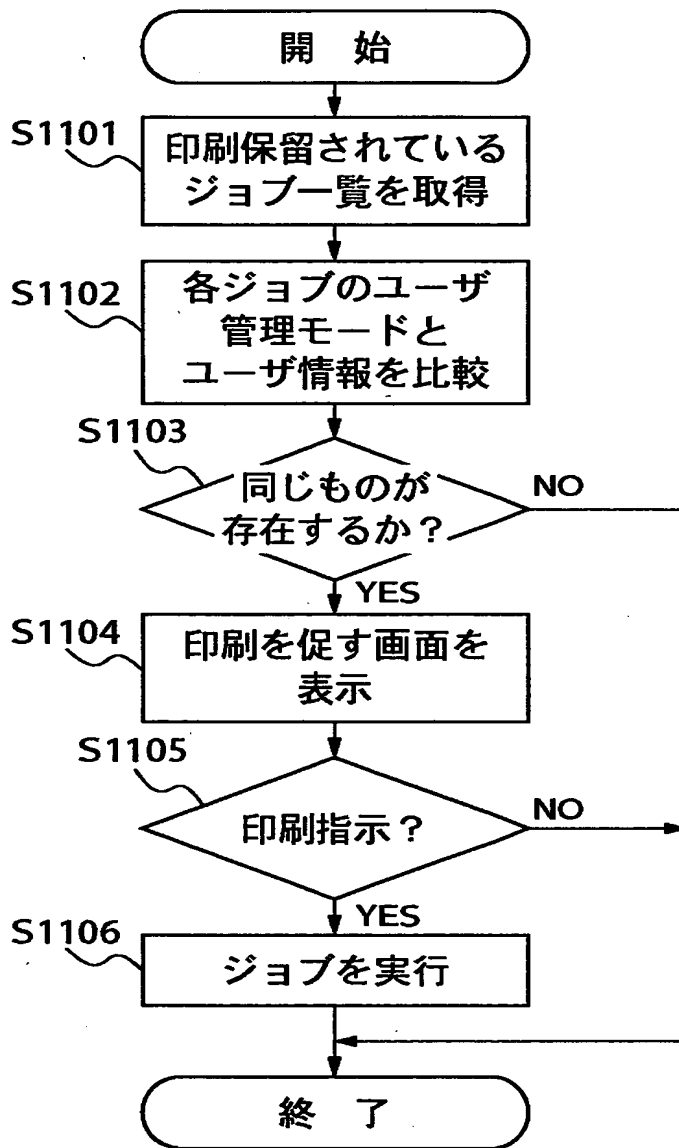 開 始
S1101
印刷保留されている
ジョブ一覧を取得
S1102
各ジョブのユーザ
管理モードと
ユーザ情報を比較
S1103
同じものが
存在するか？
NO
YES
S1104
印刷を促す画面を
表示
S1105
印刷指示？
NO
YES
S1106
ジョブを実行
終 了